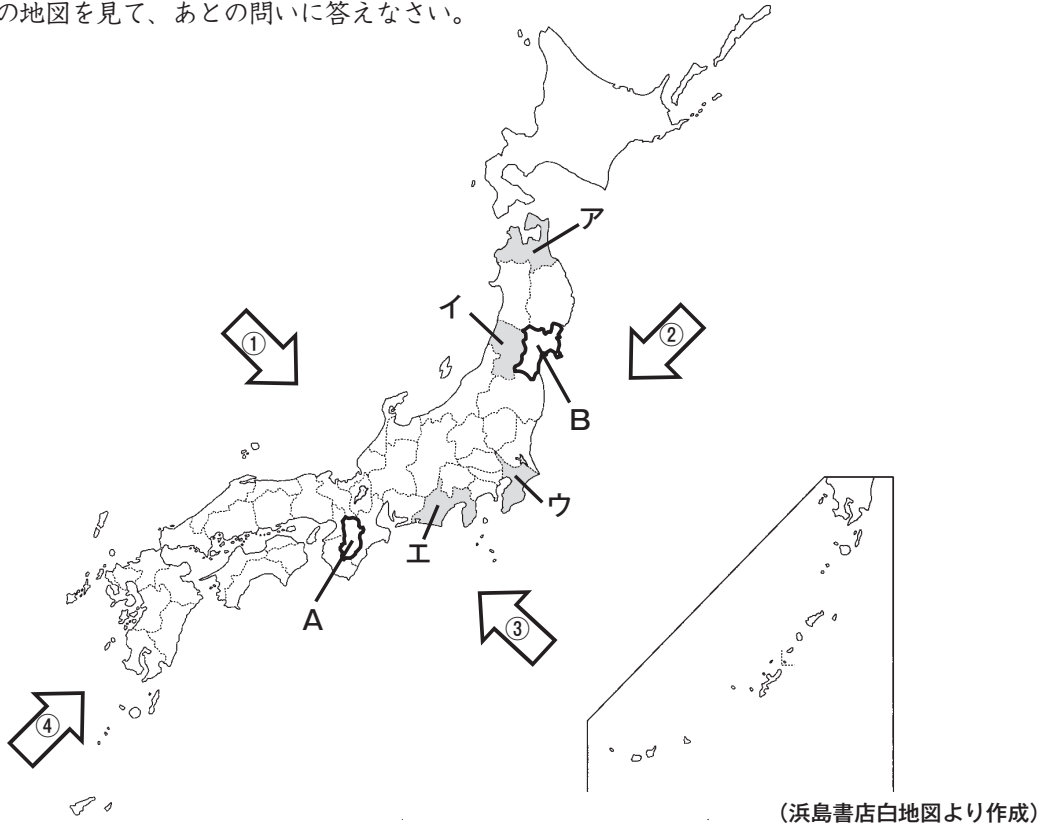 の地図を見て、あとの問いに答えなさい。
ア
イ
①
②
B
ウ
エ
A
③
④
(浜島書店白地図より作成)